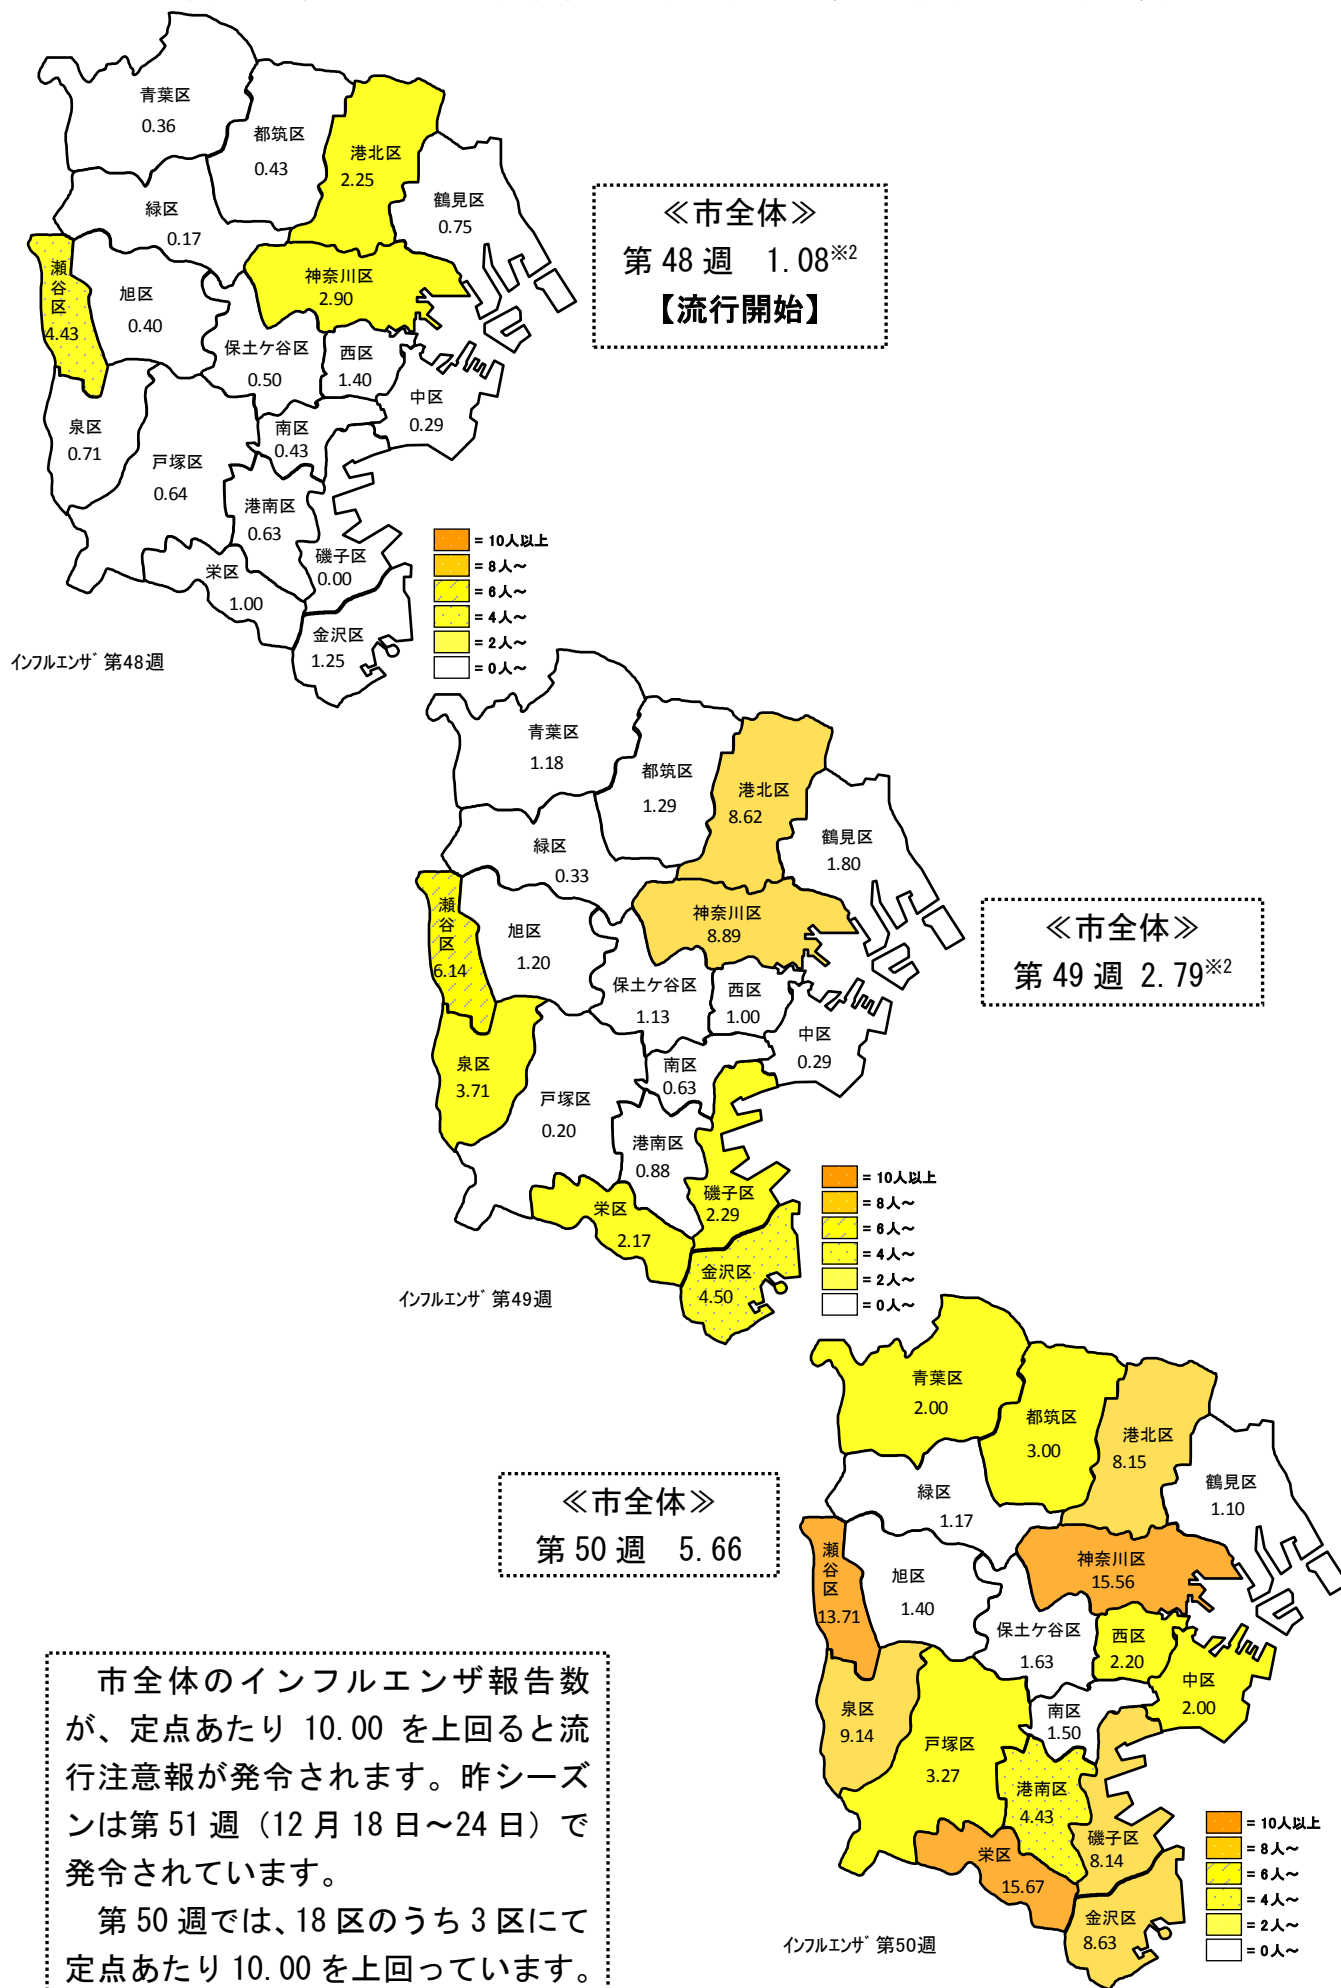 青葉区
0.36
都筑区
0.43
港北区
2.25
鶴見区
0.75
緑区
0.17
瀬谷区
4.43
旭区
0.40
神奈川区
2.90
保土ケ谷区
0.50
西区
1.40
中区
0.29
泉区
0.71
戸塚区
0.64
南区
0.43
港南区
0.63
磯子区
0.00
栄区
1.00
金沢区
1.25
= 10人以上
= 8人～
= 6人～
= 4人～
= 2人～
= 0人～
インフルエンザ 第48週
≪市全体≫
第 48 週　1.08※2
【流行開始】
青葉区
1.18
都筑区
1.29
港北区
8.62
鶴見区
1.80
緑区
0.33
瀬谷区
6.14
旭区
1.20
神奈川区
8.89
保土ケ谷区
1.13
西区
1.00
中区
0.29
泉区
3.71
戸塚区
0.20
南区
0.63
港南区
0.88
磯子区
2.29
栄区
2.17
金沢区
4.50
= 10人以上
= 8人～
= 6人～
= 4人～
= 2人～
= 0人～
インフルエンザ 第49週
≪市全体≫
第 49 週 2.79※2
青葉区
2.00
都筑区
3.00
港北区
8.15
鶴見区
1.10
緑区
1.17
瀬谷区
13.71
旭区
1.40
神奈川区
15.56
保土ケ谷区
1.63
西区
2.20
中区
2.00
泉区
9.14
戸塚区
3.27
南区
1.50
港南区
4.43
磯子区
8.14
栄区
15.67
金沢区
8.63
= 10人以上
= 8人～
= 6人～
= 4人～
= 2人～
= 0人～
インフルエンザ 第50週
≪市全体≫
第 50 週　5.66
市全体のインフルエンザ報告数
が、定点あたり 10.00 を上回ると流
行注意報が発令されます。昨シーズ
ンは第 51 週（12 月 18 日～24 日）で
発令されています。
第 50 週では、18 区のうち 3 区にて
定点あたり 10.00 を上回っています。